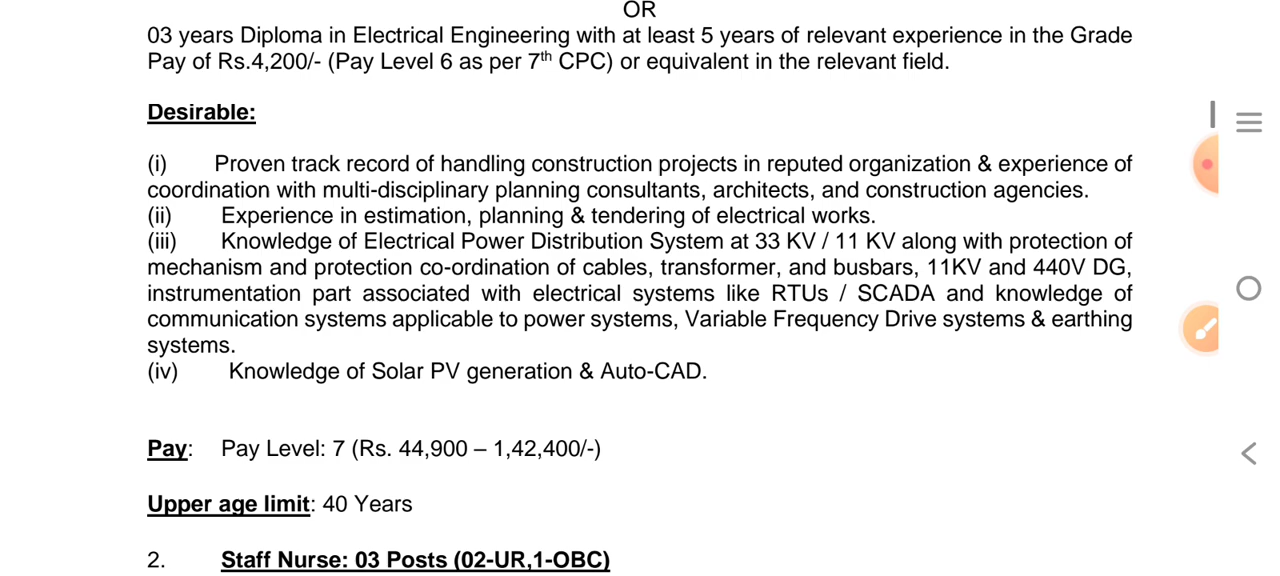 OR
03 years Diploma in Electrical Engineering with at least 5 years of relevant experience in the Grade
Pay of Rs.4,200/- (Pay Level 6 as per 7th CPC) or equivalent in the relevant field.
Desirable:
(i) Proven track record of handling construction projects in reputed organization & experience of
coordination with multi-disciplinary planning consultants, architects, and construction agencies.
(ii) Experience in estimation, planning & tendering of electrical works.
(iii) Knowledge of Electrical Power Distribution System at 33 KV / 11 KV along with protection of
mechanism and protection co-ordination of cables, transformer, and busbars, 11KV and 440V DG,
instrumentation part associated with electrical systems like RTUs / SCADA and knowledge of
communication systems applicable to power systems, Variable Frequency Drive systems & earthing
systems.
(iv) Knowledge of Solar PV generation & Auto-CAD.
Pay: Pay Level: 7 (Rs. 44,900 – 1,42,400/-)
Upper age limit: 40 Years
2. Staff Nurse: 03 Posts (02-UR,1-OBC)